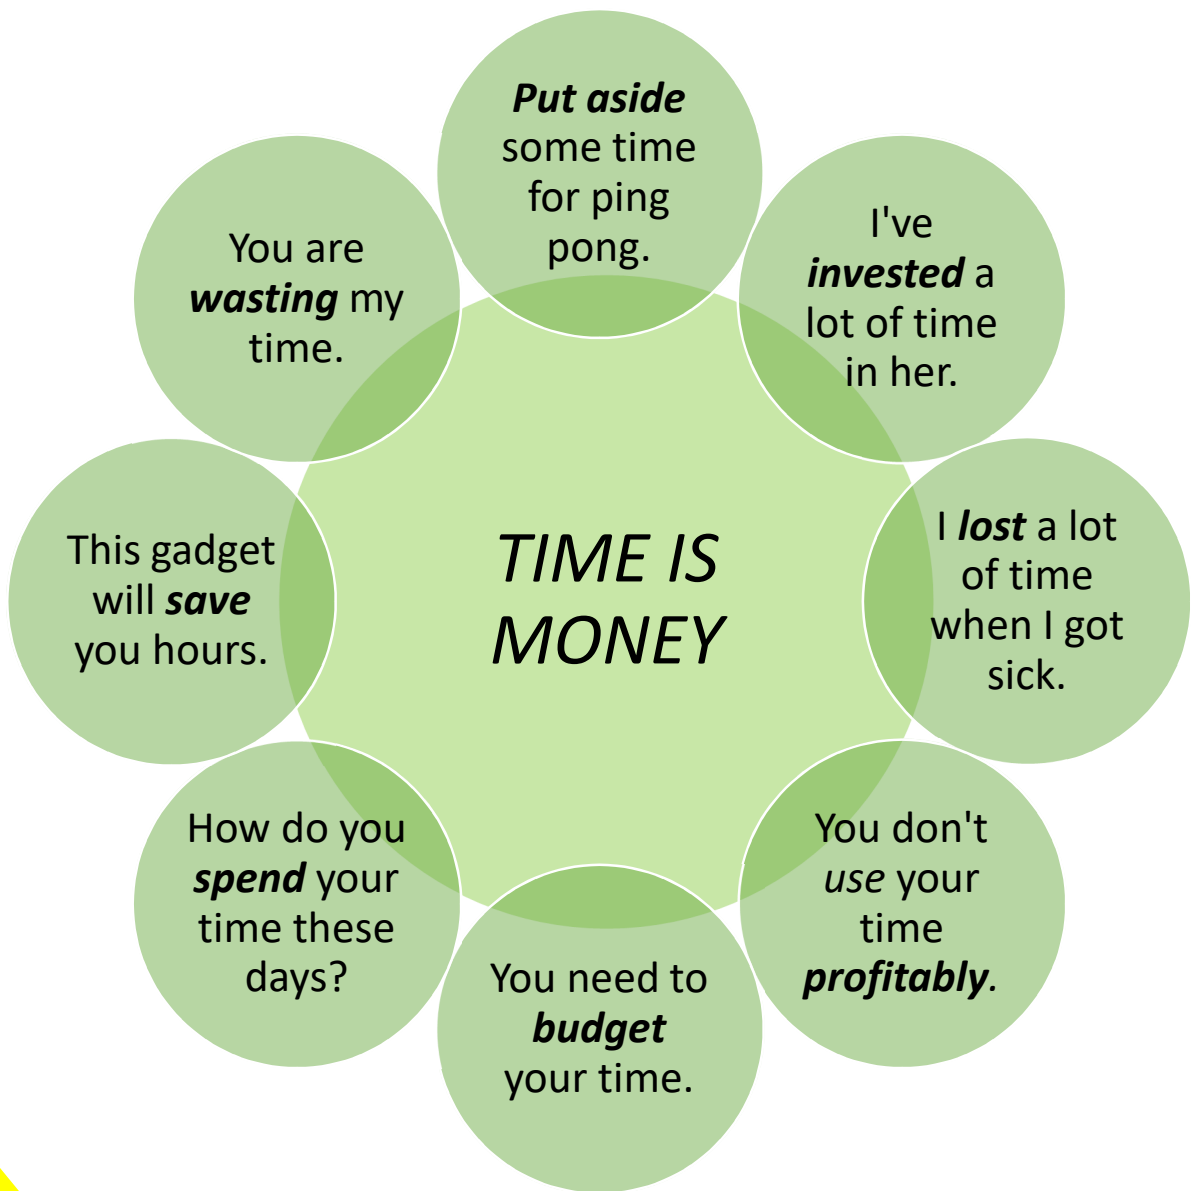 Put aside
some time
for ping
pong.
I've
invested a
lot of time
in her.
I lost a lot
of time
when I got
sick.
You don't
use your
time
profitably.
You need to
budget
your time.
How do you
spend your
time these
days?
This gadget
will save
you hours.
You are
wasting my
time.
TIME IS
MONEY